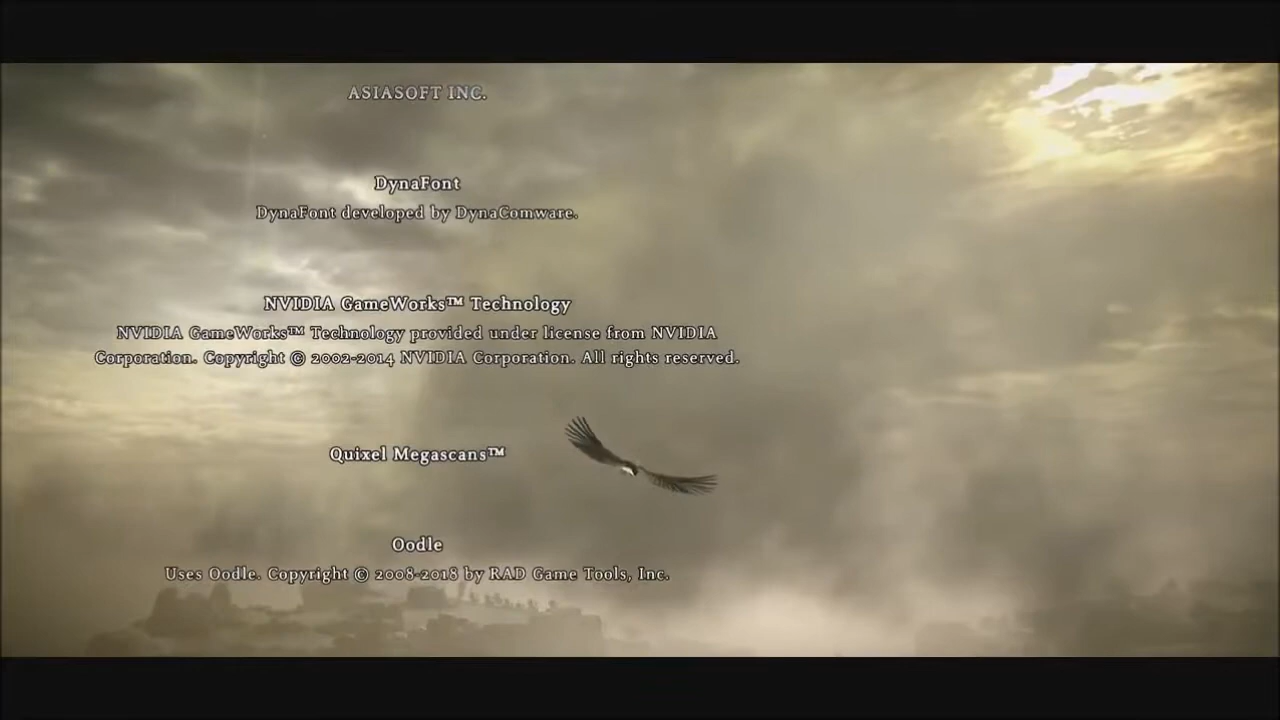 ASIASOFT INC.
DynaFont
DynaFont developed by DynaComware.
NVIDIA GameWorks™ Technology
NVIDIA GameWorks™ Technology provided under license from NVIDIA
Corporation. Copyright © 2002-2014 NVIDIA Corporation. All rights reserved.
Quixel Megascans™
Oodle
Uses Oodle. Copyright © 2008-2018 by RAD Game Tools, Inc.